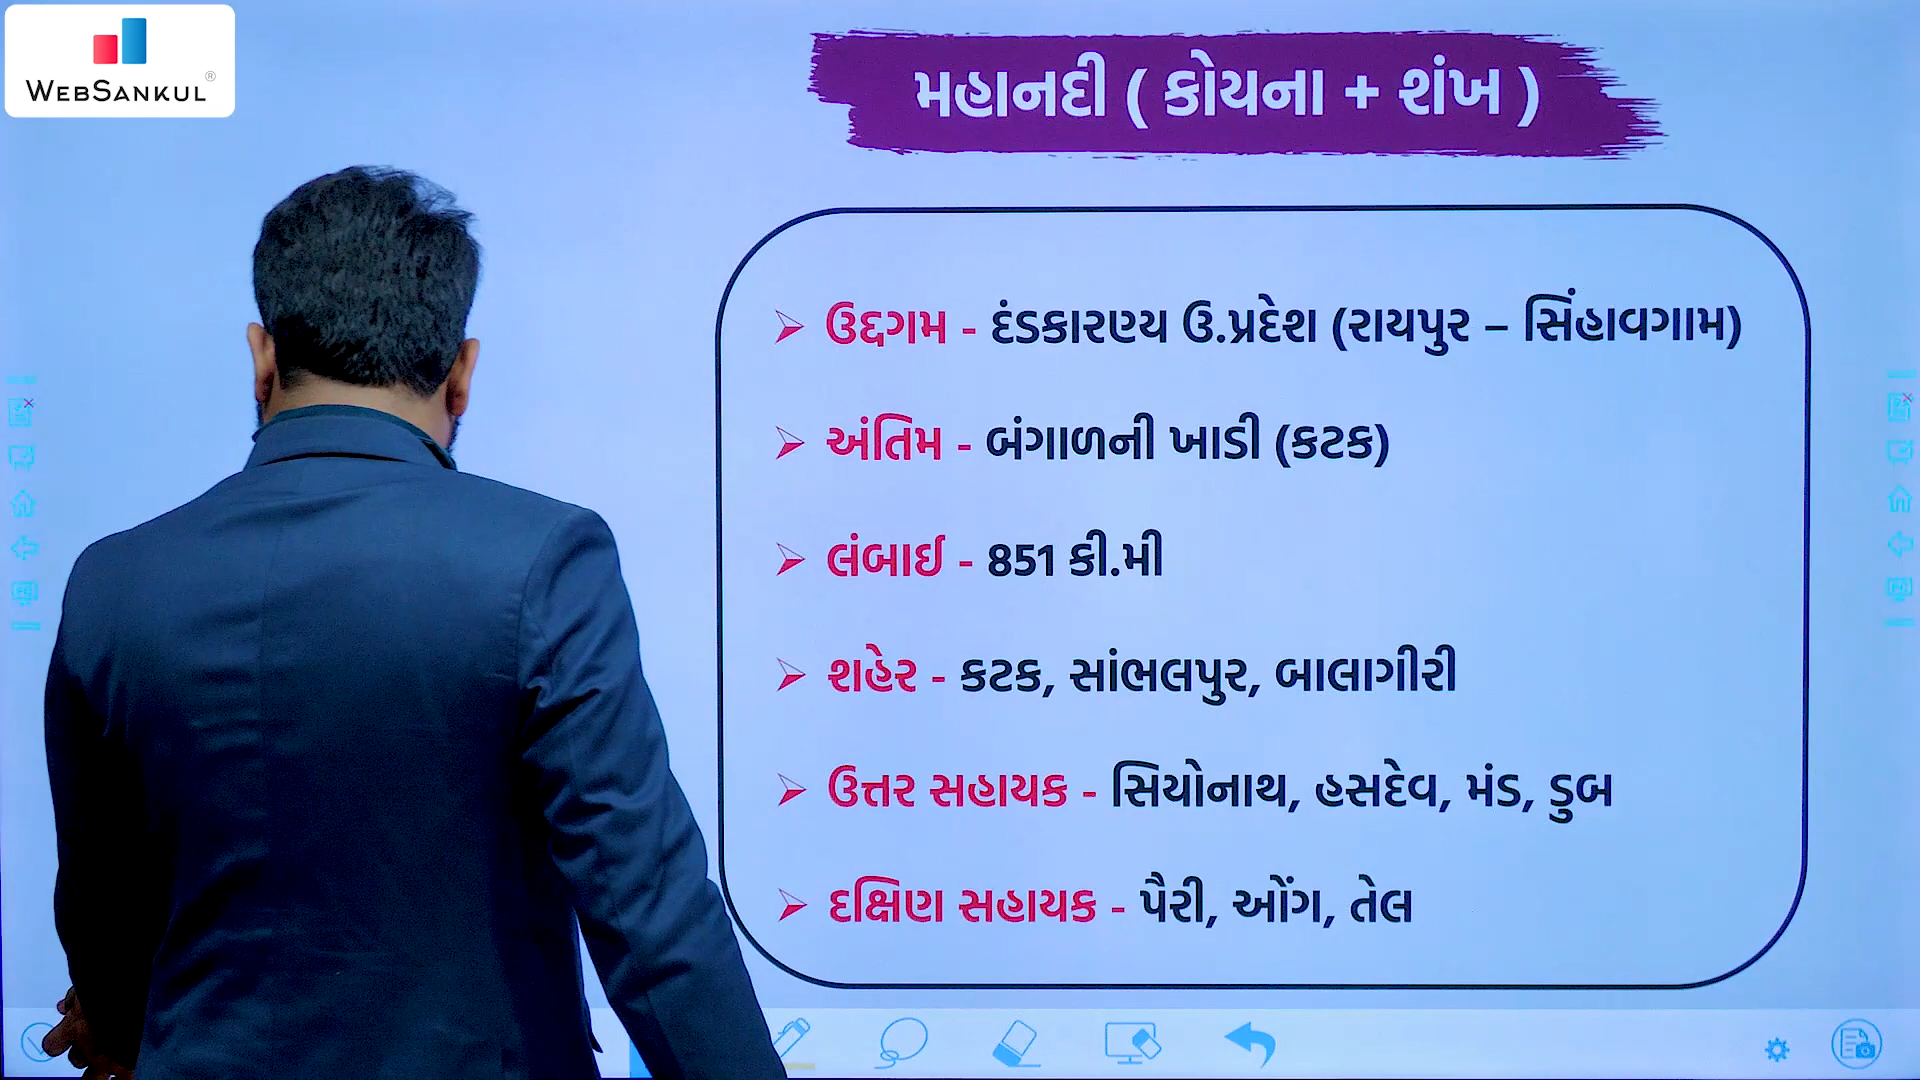 WEBSANKUL®
મહાનદી ( કોયના + શંખ )
➢ ઉદ્દગમ - દંડકારણ્ય ઉ.પ્રદેશ (રાયપુર – સિંહાવગામ)
➢ અંતિમ - બંગાળની ખાડી (કટક)
➢ લંબાઈ - 851 કી.મી
➢ શહેર - કટક, સાંભલપુર, બાલાગીરી
➢ ઉત્તર સહાયક - સિયોનાથ, હસદેવ, મંડ, ડુબ
➢ દક્ષિણ સહાયક - પૈરી, ઓંગ, તેલ